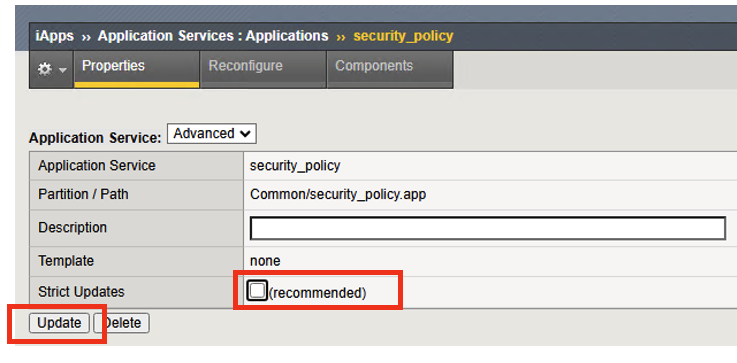 iApps ›› Application Services : Applications ›› security_policy
Properties Reconfigure Components
Application Service: Advanced
Application Service security_policy
Partition / Path Common/security_policy.app
Description
Template none
Strict Updates (recommended)
Update Delete